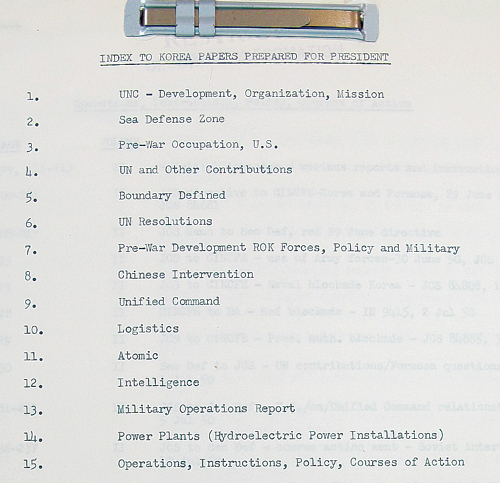 INDEX TO KOREA PAPERS PREPARED FOR PRESIDENT
1. UNC - Development, Organization, Mission
2. Sea Defense Zone
3. Pre-War Occupation, U.S.
4. UN and Other Contributions
5. Boundary Defined
6. UN Resolutions
7. Pre-War Development ROK Forces, Policy and Military
8. Chinese Intervention
9. Unified Command
10. Logistics
11. Atomic
12. Intelligence
13. Military Operations Report
14. Power Plants (Hydroelectric Power Installations)
15. Operations, Instructions, Policy, Courses of Action